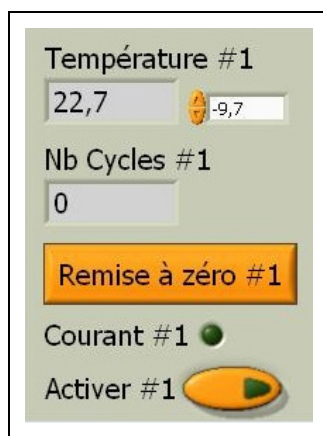 Température #1
22,7 -9,7
Nb Cycles #1
0
Remise à zéro #1
Courant #1
Activer #1